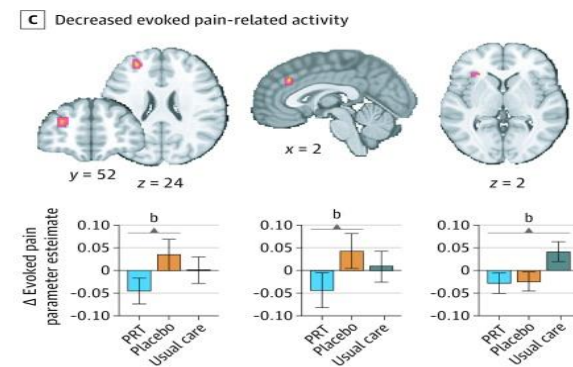 C Decreased evoked pain-related activity
y = 52
z = 24
x = 2
z = 2
Δ Evoked pain
parameter esteimate
b
0.10
0.05
0
−0.05
−0.10
PRT
Placebo
Usual care
b
0.10
0.05
0
−0.05
−0.10
PRT
Placebo
Usual care
b
0.10
0.05
0
−0.05
−0.10
PRT
Placebo
Usual care